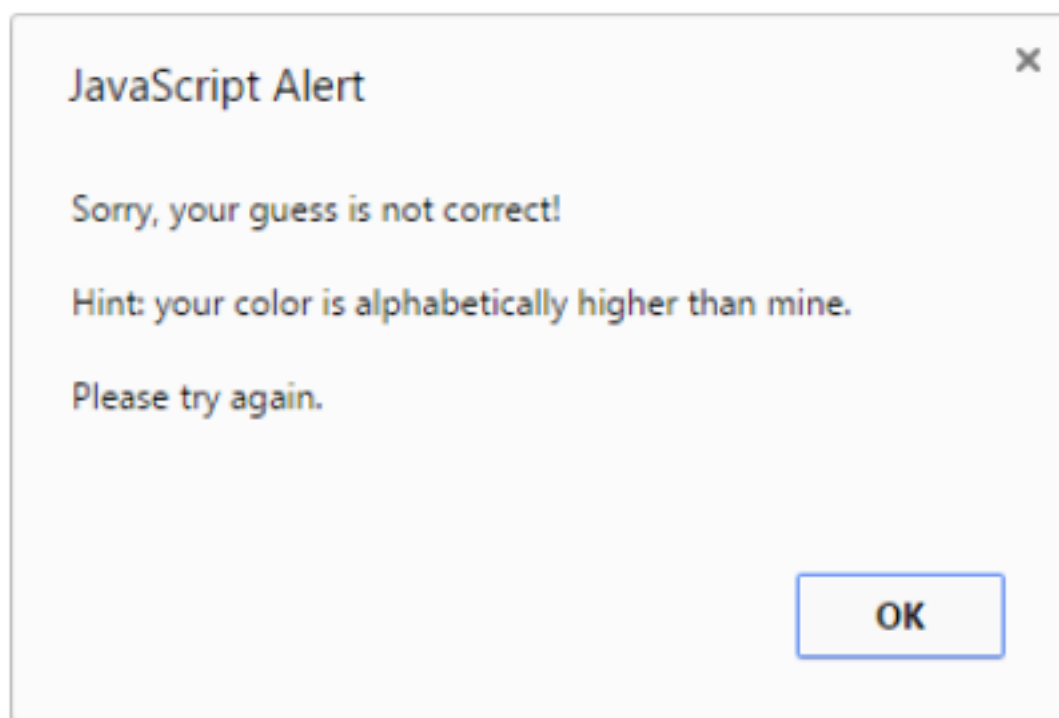 JavaScript Alert
Sorry, your guess is not correct!
Hint: your color is alphabetically higher than mine.
Please try again.
OK